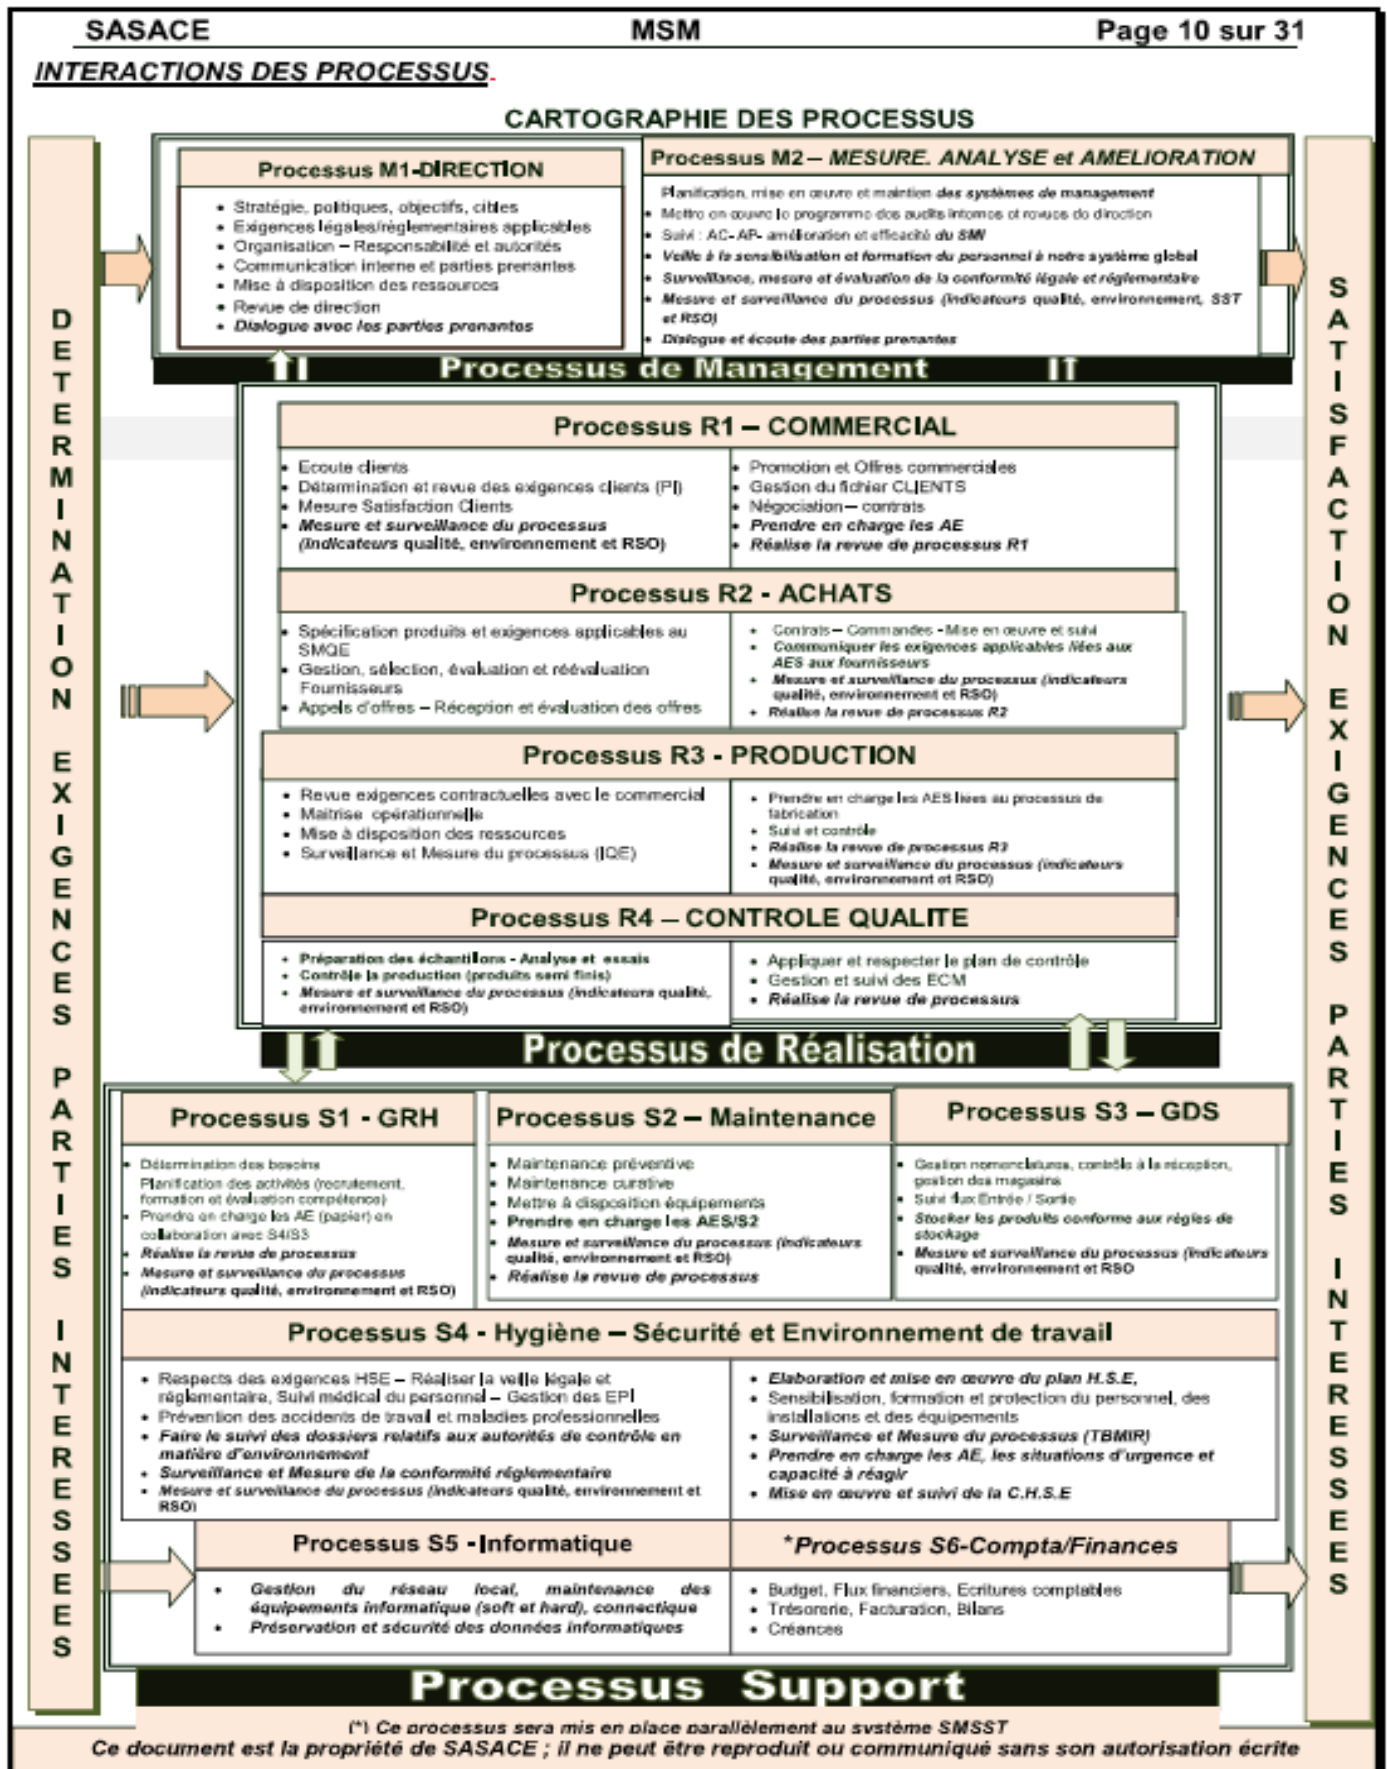 SASACE MSM Page 10 sur 31
INTERACTIONS DES PROCESSUS.
CARTOGRAPHIE DES PROCESSUS
DETERMINATION EXIGENCES PARTIES INTERESSEES
Processus M1-DIRECTION
• Stratégie, politiques, objectifs, cibles
• Exigences légales/réglementaires applicables
• Organisation – Responsabilité et autorités
• Communication interne et parties prenantes
• Mise à disposition des ressources
• Revue de direction
• Dialogue avec les parties prenantes
Processus M2 – MESURE. ANALYSE et AMELIORATION
Planification, mise en œuvre et maintien des systèmes de management
• Mettre en œuvre le programme des audits internes et revues de direction
• Suivi : AC- AP- amélioration et efficacité du SMI
• Veille à la sensibilisation et formation du personnel à notre système global
• Surveillance, mesure et évaluation de la conformité légale et réglementaire
• Mesure et surveillance du processus (indicateurs qualité, environnement, SST
et RSO)
• Dialogue et écoute des parties prenantes
Processus de Management
Processus R1 – COMMERCIAL
• Ecoute clients
• Détermination et revue des exigences clients (PI)
• Mesure Satisfaction Clients
• Mesure et surveillance du processus
(Indicateurs qualité, environnement et RSO)
• Promotion et Offres commerciales
• Gestion du fichier CLIENTS
• Négociation – contrats
• Prendre en charge les AE
• Réalise la revue de processus R1
Processus R2 - ACHATS
• Spécification produits et exigences applicables au
SMQE
• Gestion, sélection, évaluation et réévaluation
Fournisseurs
• Appels d'offres – Réception et évaluation des offres
• Contrats – Commandes - Mise en œuvre et suivi
• Communiquer les exigences applicables liées aux
AES aux fournisseurs
• Mesure et surveillance du processus (indicateurs
qualité, environnement et RSO)
• Réalise la revue de processus R2
Processus R3 - PRODUCTION
• Revue exigences contractuelles avec le commercial
• Maitrise opérationnelle
• Mise à disposition des ressources
• Surveillance et Mesure du processus (IQE)
• Prendre en charge les AES liées au processus de
fabrication
• Suivi et contrôle
• Réalise la revue de processus R3
• Mesure et surveillance du processus (indicateurs
qualité, environnement et RSO)
Processus R4 – CONTROLE QUALITE
• Préparation des échantillons - Analyse et essais
• Contrôle la production (produits semi finis)
• Mesure et surveillance du processus (indicateurs qualité,
environnement et RSO)
• Appliquer et respecter le plan de contrôle
• Gestion et suivi des ECM
• Réalise la revue de processus
Processus de Réalisation
Processus S1 - GRH
• Détermination des besoins
Planification des activités (recrutement,
formation et évaluation compétence)
• Prendre en charge les AE (papier) en
collaboration avec S4/S3
• Réalise la revue de processus
• Mesure et surveillance du processus
(Indicateurs qualité, environnement et RSO)
Processus S2 – Maintenance
• Maintenance préventive
• Maintenance curative
• Mettre à disposition équipements
• Prendre en charge les AES/S2
• Mesure et surveillance du processus (Indicateurs
qualité, environnement et RSO)
• Réalise la revue de processus
Processus S3 – GDS
• Gestion nomenclatures, contrôle à la réception,
gestion des magasins
• Suivi flux Entrée / Sortie
• Stocker les produits conforme aux règles de
stockage
• Mesure et surveillance du processus (Indicateurs
qualité, environnement et RSO
Processus S4 - Hygiène – Sécurité et Environnement de travail
• Respects des exigences HSE – Réaliser la veille légale et
réglementaire, Suivi médical du personnel – Gestion des EPI
• Prévention des accidents de travail et maladies professionnelles
• Faire le suivi des dossiers relatifs aux autorités de contrôle en
matière d'environnement
• Surveillance et Mesure de la conformité réglementaire
• Mesure et surveillance du processus (Indicateurs qualité, environnement et
RSO)
• Elaboration et mise en œuvre du plan H.S.E,
• Sensibilisation, formation et protection du personnel, des
installations et des équipements
• Surveillance et Mesure du processus (TBMIR)
• Prendre en charge les AE, les situations d'urgence et
capacité à réagir
• Mise en œuvre et suivi de la C.H.S.E
Processus S5 -Informatique
• Gestion du réseau local, maintenance des
équipements informatique (soft et hard), connectique
• Préservation et sécurité des données informatiques
*Processus S6-Compta/Finances
• Budget, Flux financiers, Ecritures comptables
• Trésorerie, Facturation, Bilans
• Créances
Processus Support
SATISFACTION EXIGENCES PARTIES INTERESSEES
(*) Ce processus sera mis en place parallèlement au système SMSST
Ce document est la propriété de SASACE ; il ne peut être reproduit ou communiqué sans son autorisation écrite